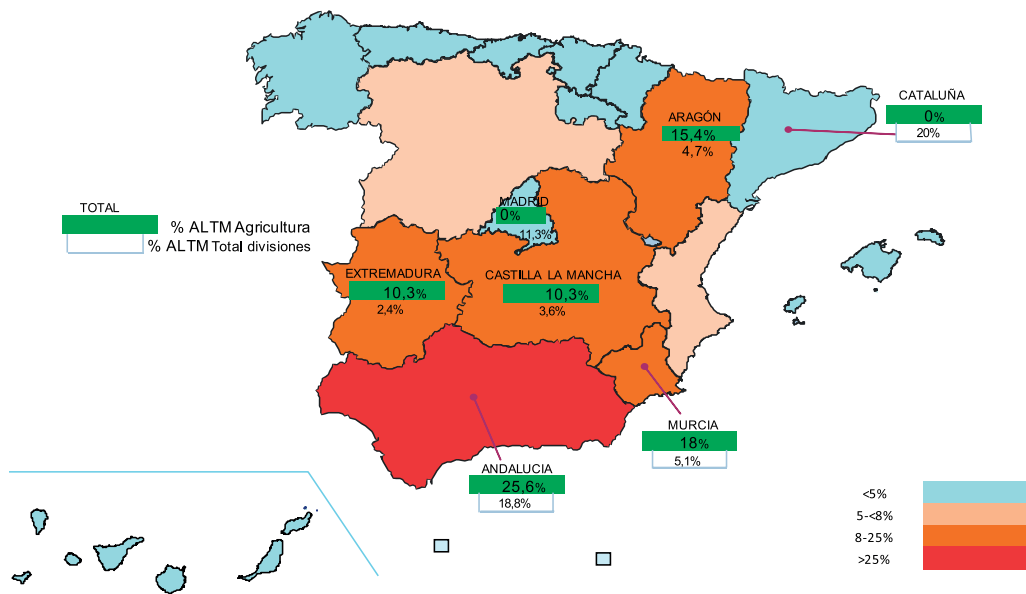 CATALUÑA
0%
20%
ARAGÓN
15,4%
4,7%
MADRID
0%
11,3%
TOTAL
% ALTM Agricultura
% ALTM Total divisiones
EXTREMADURA
10,3%
2,4%
CASTILLA LA MANCHA
10,3%
3,6%
MURCIA
18%
5,1%
ANDALUCIA
25,6%
18,8%
<5%
5-<8%
8-25%
>25%